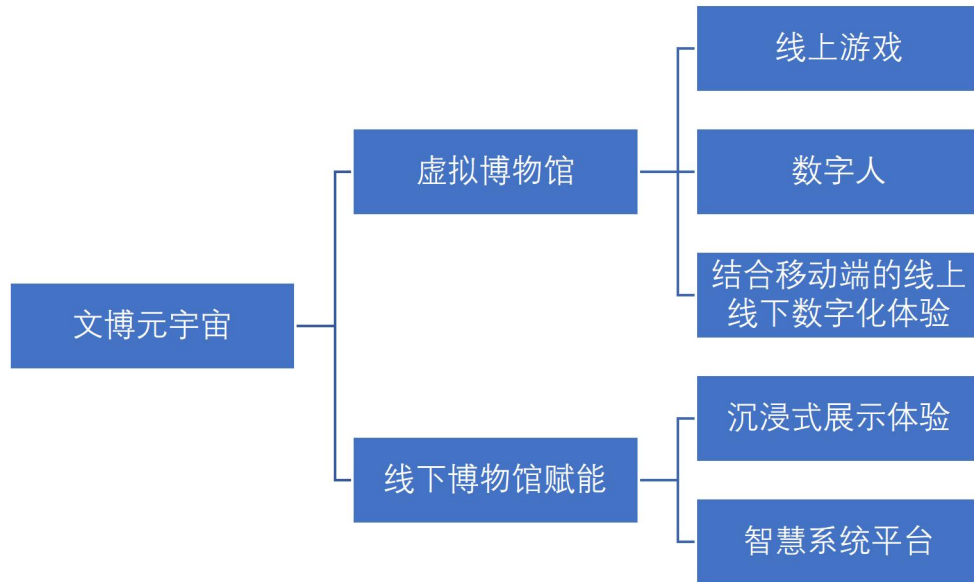 文博元宇宙
虚拟博物馆
线上游戏
数字人
结合移动端的线上
线下数字化体验
线下博物馆赋能
沉浸式展示体验
智慧系统平台